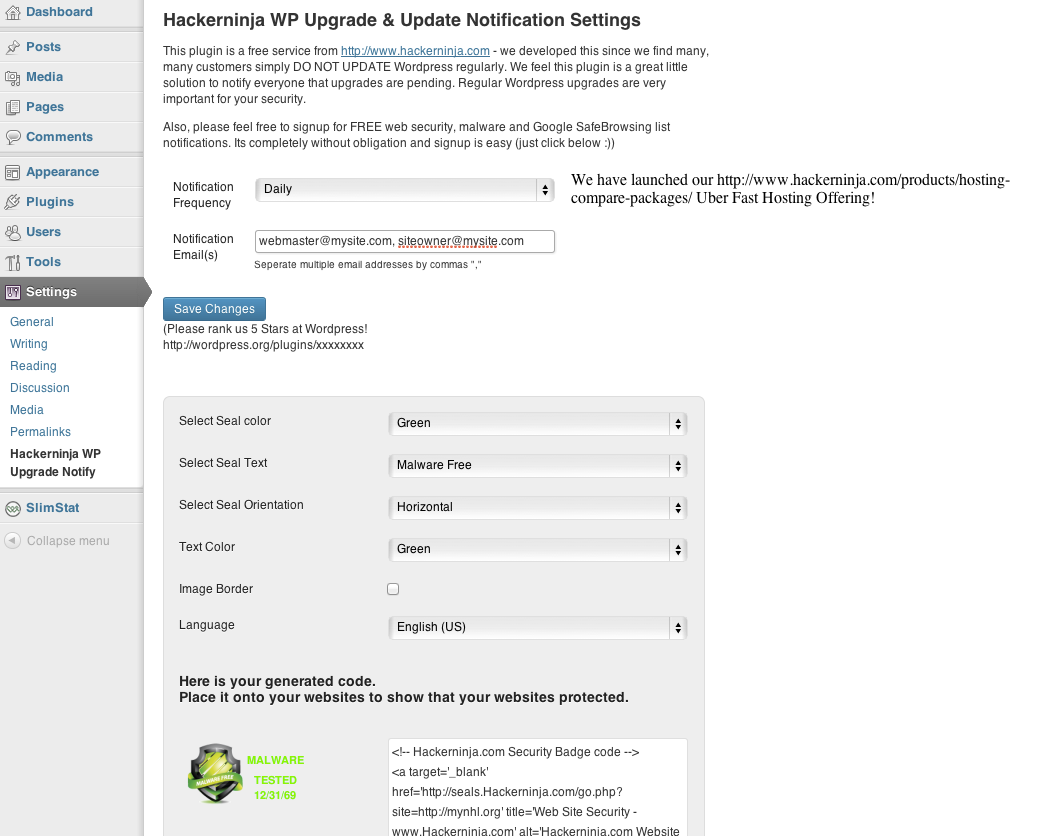 Dashboard
Posts
Media
Pages
Comments
Appearance
Plugins
Users
Tools
Settings
General
Writing
Reading
Discussion
Media
Permalinks
Hackerninja WP
Upgrade Notify
SlimStat
Collapse menu
Hackerninja WP Upgrade & Update Notification Settings
This plugin is a free service from http://www.hackerninja.com - we developed this since we find many,
many customers simply DO NOT UPDATE Wordpress regularly. We feel this plugin is a great little
solution to notify everyone that upgrades are pending. Regular Wordpress upgrades are very
important for your security.
Also, please feel free to signup for FREE web security, malware and Google SafeBrowsing list
notifications. Its completely without obligation and signup is easy (just click below :))
Notification
Frequency
Daily
We have launched our http://www.hackerninja.com/products/hosting-
compare-packages/ Uber Fast Hosting Offering!
Notification
Email(s)
webmaster@mysite.com, siteowner@mysite.com
Seperate multiple email addresses by commas ","
Save Changes
(Please rank us 5 Stars at Wordpress!
http://wordpress.org/plugins/xxxxxxxx
Select Seal color
Green
Select Seal Text
Malware Free
Select Seal Orientation
Horizontal
Text Color
Green
Image Border
Language
English (US)
Here is your generated code.
Place it onto your websites to show that your websites protected.
MALWARE FREE
MALWARE
TESTED
12/31/69
<!-- Hackerninja.com Security Badge code -->
<a target='_blank'
href='http://seals.Hackerninja.com/go.php?
site=http://mynhl.org' title='Web Site Security -
www.Hackerninja.com' alt='Hackerninja.com Website